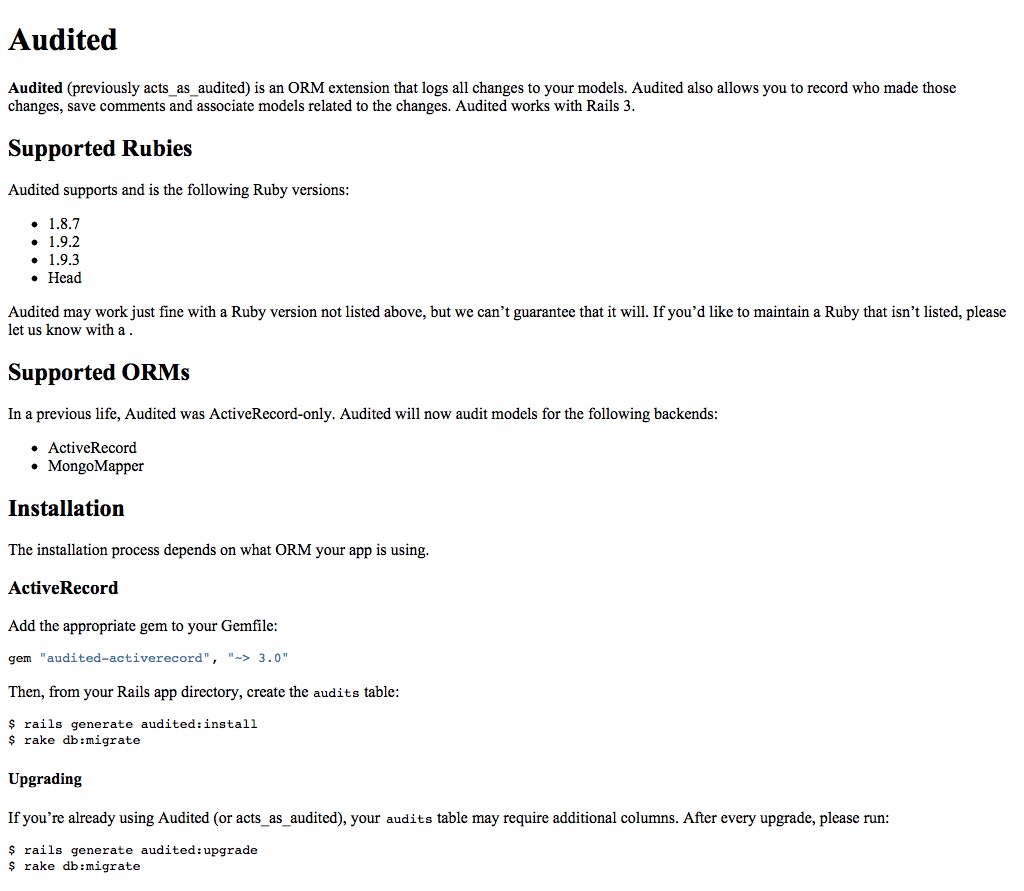 Audited
Audited (previously acts_as_audited) is an ORM extension that logs all changes to your models. Audited also allows you to record who made those
changes, save comments and associate models related to the changes. Audited works with Rails 3.
Supported Rubies
Audited supports and is the following Ruby versions:
• 1.8.7
• 1.9.2
• 1.9.3
• Head
Audited may work just fine with a Ruby version not listed above, but we can’t guarantee that it will. If you’d like to maintain a Ruby that isn’t listed, please
let us know with a .
Supported ORMs
In a previous life, Audited was ActiveRecord-only. Audited will now audit models for the following backends:
• ActiveRecord
• MongoMapper
Installation
The installation process depends on what ORM your app is using.
ActiveRecord
Add the appropriate gem to your Gemfile:
gem "audited-activerecord", "~> 3.0"
Then, from your Rails app directory, create the audits table:
$ rails generate audited:install
$ rake db:migrate
Upgrading
If you’re already using Audited (or acts_as_audited), your audits table may require additional columns. After every upgrade, please run:
$ rails generate audited:upgrade
$ rake db:migrate